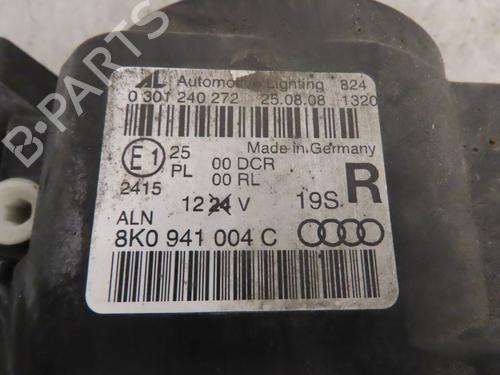 AL Automotive Lighting 824
0 301 240 272 25.08.08 1320
Made in Germany
E1 25 00 DCR
PL 00 RL
2415
R
12 24 V 19S
ALN
8K0 941 004 C
B-PARTS
B-PARTS